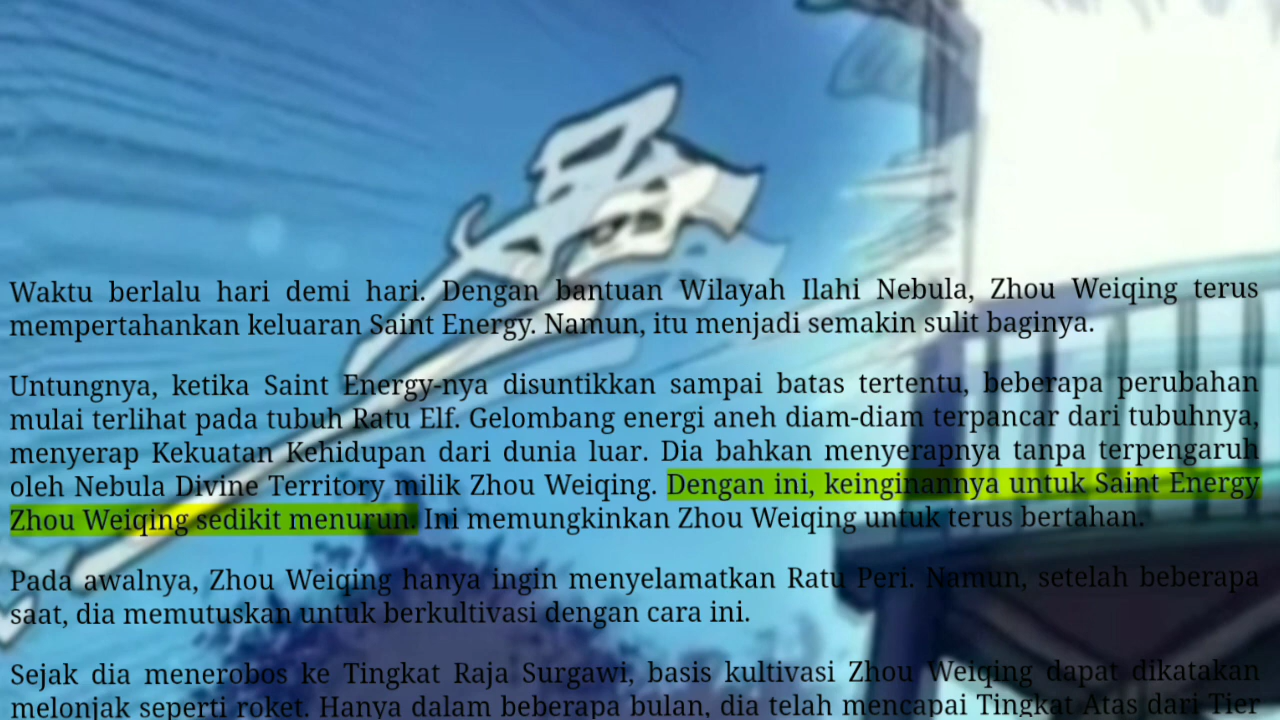 Waktu berlalu hari demi hari. Dengan bantuan Wilayah Ilahi Nebula, Zhou Weiqing terus
mempertahankan keluaran Saint Energy. Namun, itu menjadi semakin sulit baginya.
Untungnya, ketika Saint Energy-nya disuntikkan sampai batas tertentu, beberapa perubahan
mulai terlihat pada tubuh Ratu Elf. Gelombang energi aneh diam-diam terpancar dari tubuhnya,
menyerap Kekuatan Kehidupan dari dunia luar. Dia bahkan menyerapnya tanpa terpengaruh
oleh Nebula Divine Territory milik Zhou Weiqing. Dengan ini, keinginannya untuk Saint Energy
Zhou Weiqing sedikit menurun. Ini memungkinkan Zhou Weiqing untuk terus bertahan.
Pada awalnya, Zhou Weiqing hanya ingin menyelamatkan Ratu Peri. Namun, setelah beberapa
saat, dia memutuskan untuk berkultivasi dengan cara ini.
Sejak dia menerobos ke Tingkat Raja Surgawi, basis kultivasi Zhou Weiqing dapat dikatakan
melonjak seperti roket. Hanya dalam beberapa bulan, dia telah mencapai Tingkat Atas dari Tier